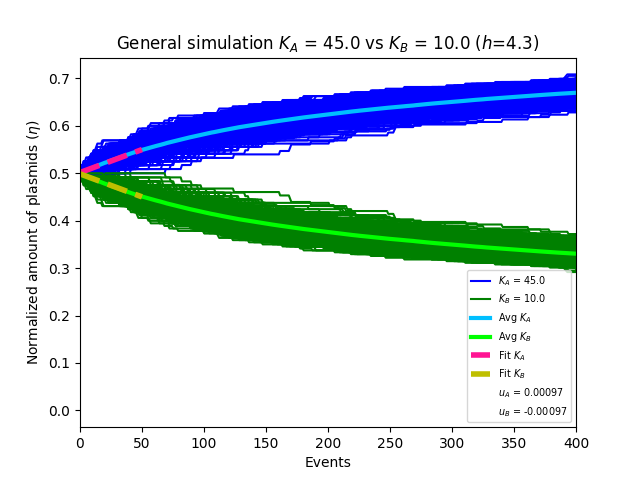 General simulation K_A = 45.0 vs K_B = 10.0 (h=4.3)
Normalized amount of plasmids (η)
0.7
0.6
0.5
0.4
0.3
0.2
0.1
0.0
K_A = 45.0
K_B = 10.0
Avg K_A
Avg K_B
Fit K_A
Fit K_B
u_A = 0.00097
u_B = -0.00097
0 50 100 150 200 250 300 350 400
Events